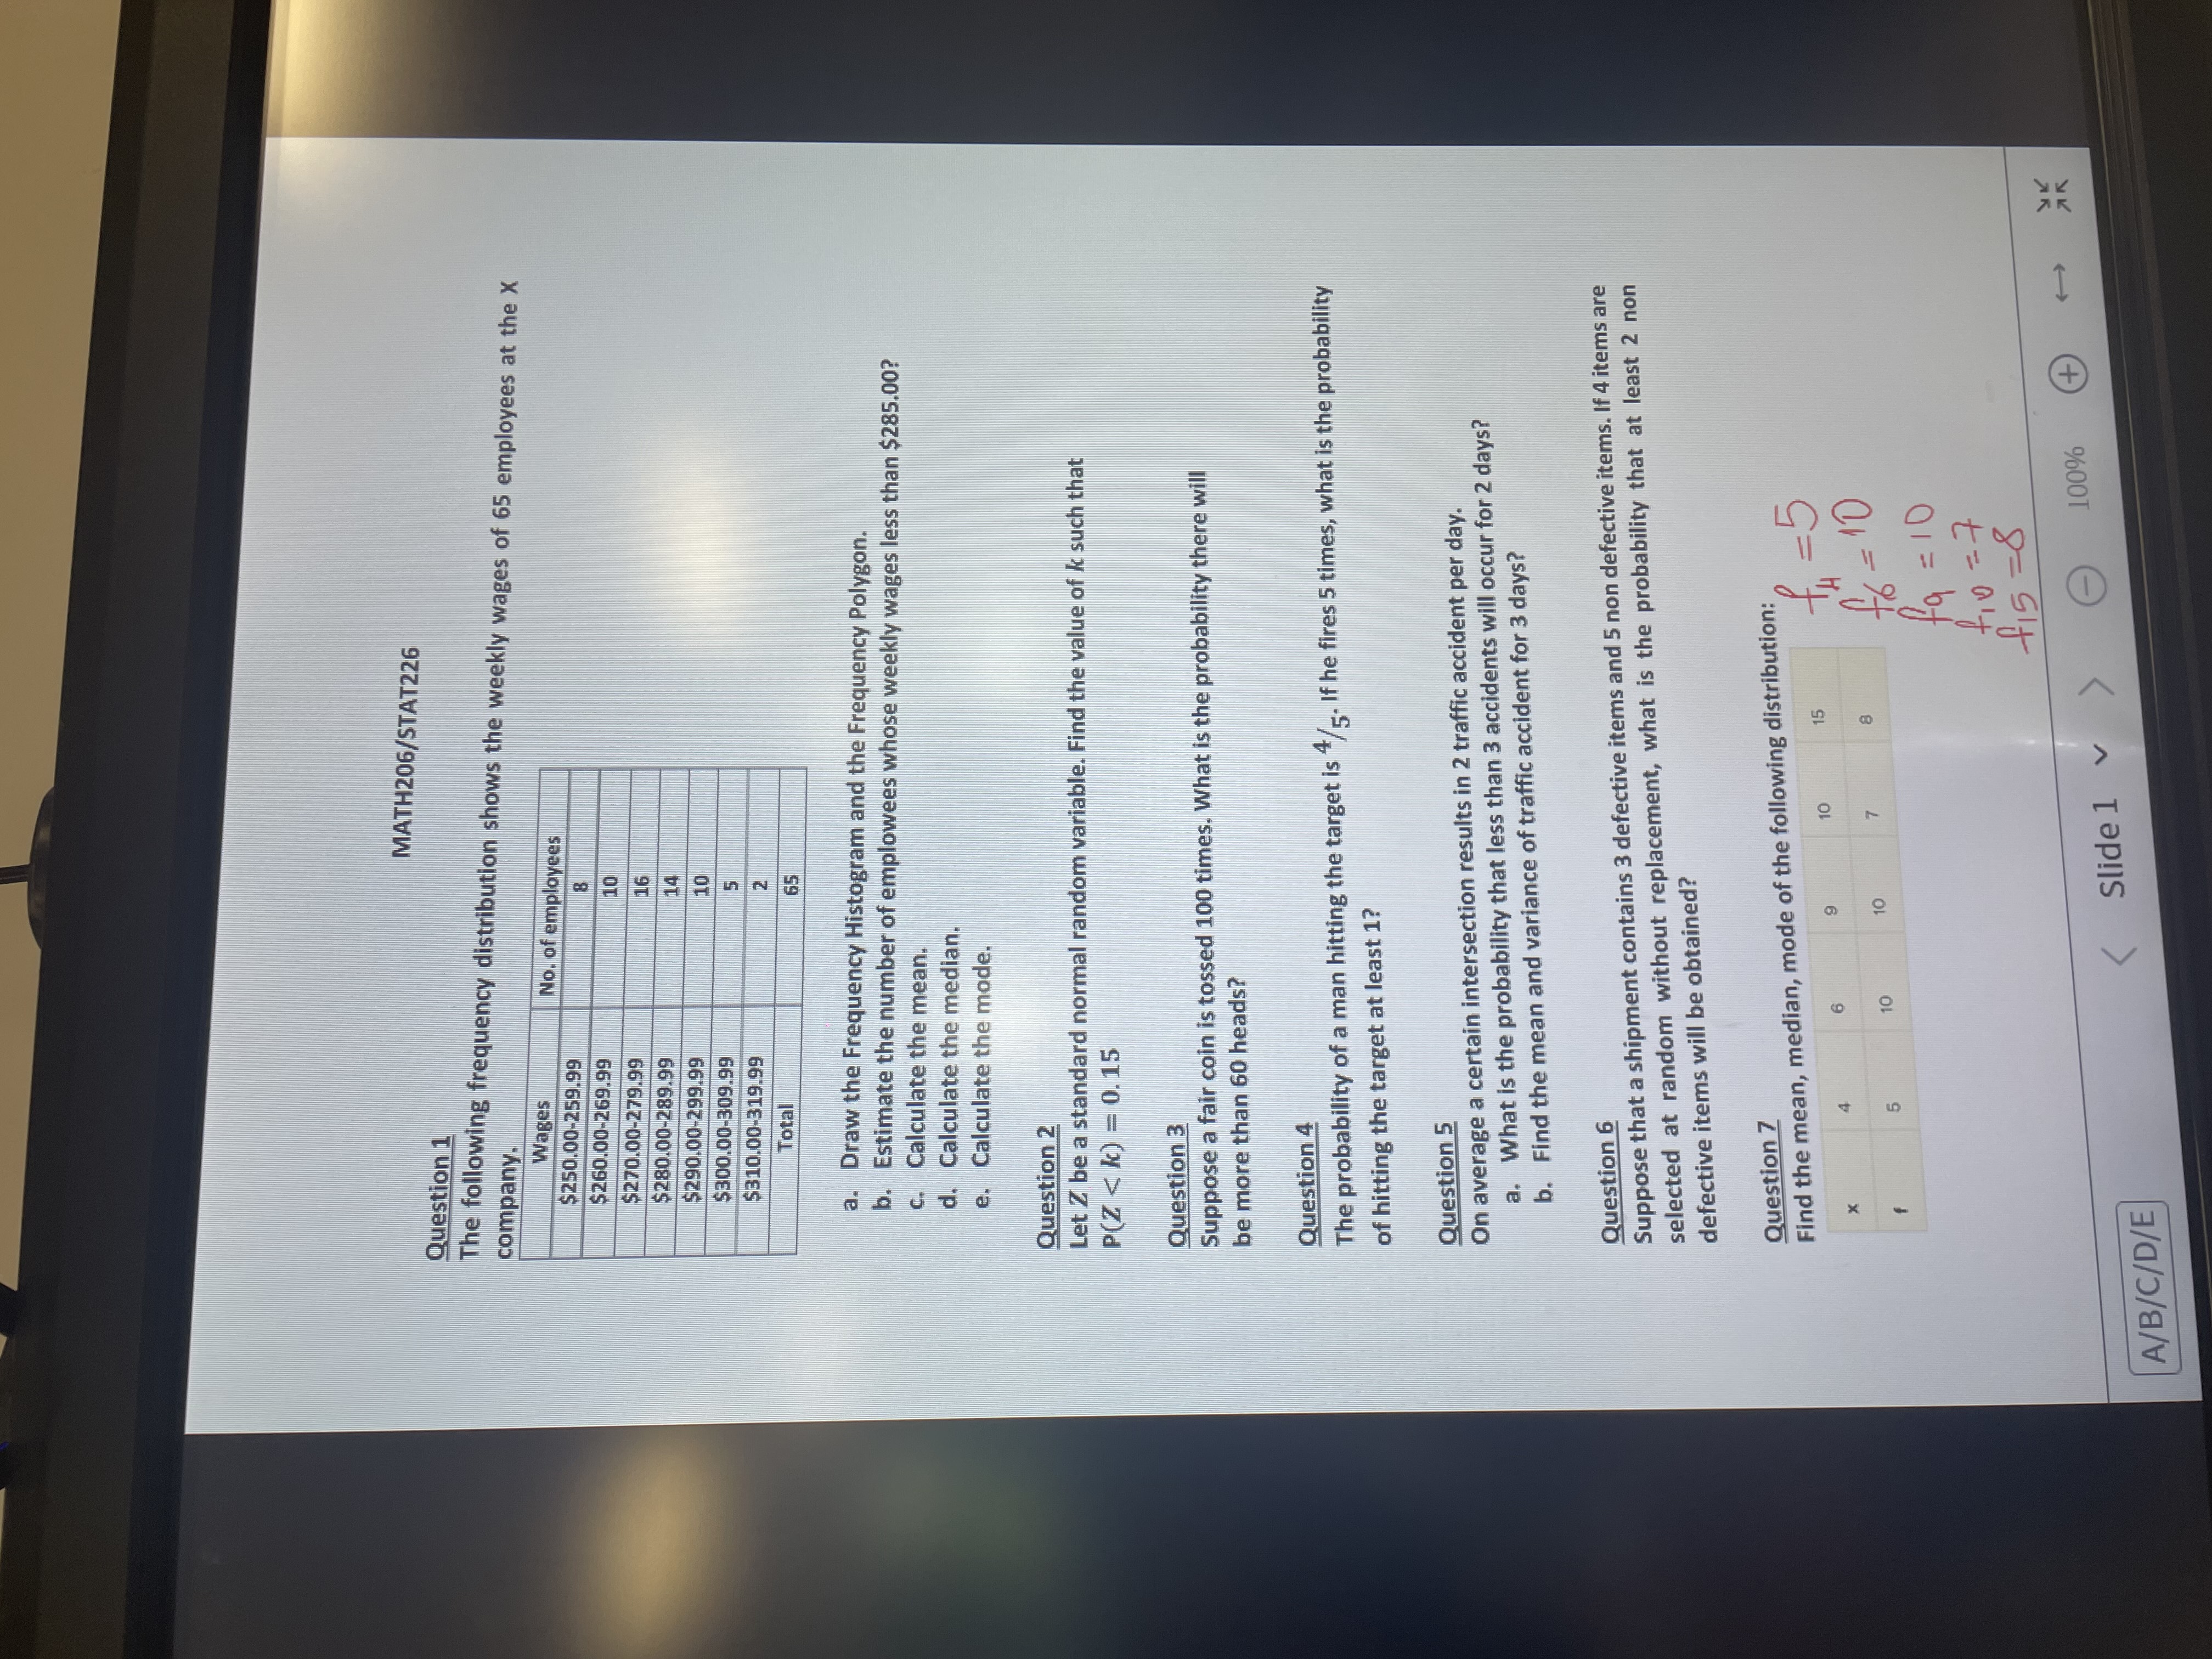 MATH206/STAT226
Question 1
The following frequency distribution shows the weekly wages of 65 employees at the X
company.
Wages No. of employees
$250.00-259.99 8
$260.00-269.99 10
$270.00-279.99 16
$280.00-289.99 14
$290.00-299.99 10
$300.00-309.99 5
$310.00-319.99 2
Total 65
a. Draw the Frequency Histogram and the Frequency Polygon.
b. Estimate the number of emplowees whose weekly wages less than $285.00?
c. Calculate the mean.
d. Calculate the median.
e. Calculate the mode.
Question 2
Let Z be a standard normal random variable. Find the value of k such that
P(Z < k) = 0.15
Question 3
Suppose a fair coin is tossed 100 times. What is the probability there will
be more than 60 heads?
Question 4
The probability of a man hitting the target is 4/5. If he fires 5 times, what is the probability
of hitting the target at least 1?
Question 5
On average a certain intersection results in 2 traffic accident per day.
a. What is the probability that less than 3 accidents will occur for 2 days?
b. Find the mean and variance of traffic accident for 3 days?
Question 6
Suppose that a shipment contains 3 defective items and 5 non defective items. If 4 items are
selected at random without replacement, what is the probability that at least 2 non
defective items will be obtained?
Question 7
Find the mean, median, mode of the following distribution:
x 4 6 9 10 15
f 5 10 10 7 8
f4 = 5
f6 = 10
f9 = 10
f10 = 7
f15 = 8
A/B/C/D/E
Slide 1
100%